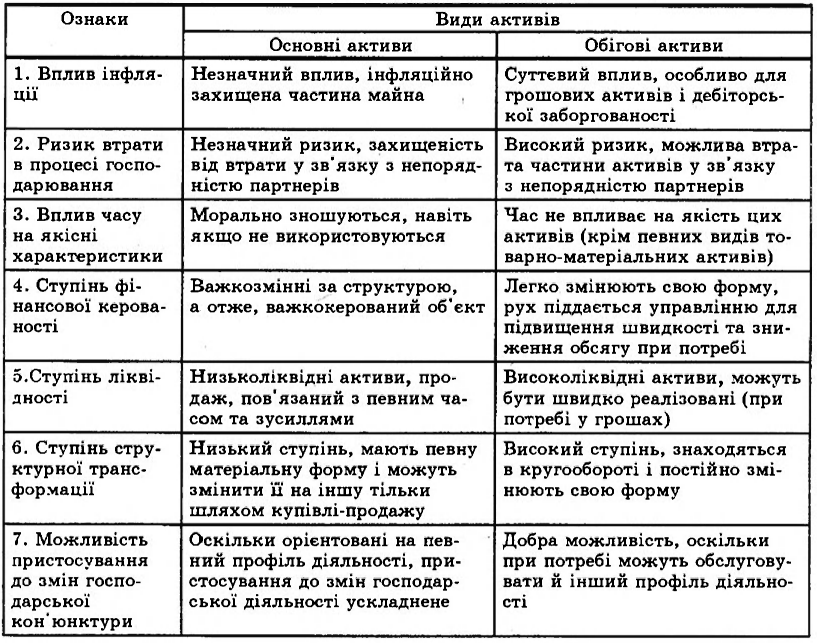 Ознаки
Види активів
Основні активи
Обігові активи
1. Вплив інфля-
ції
Незначний вплив, інфляційно
захищена частина майна
Суттєвий вплив, особливо для
грошових активів і дебіторсь-
кої заборгованості
2. Ризик втрати
в процесі госпо-
дарювання
Незначний ризик, захищеність
від втрати у зв'язку з непоряд-
ністю партнерів
Високий ризик, можлива втра-
та частини активів у зв'язку
з непорядністю партнерів
3. Вплив часу
на якісні
характеристики
Морально зношуються, навіть
якщо не використовуються
Час не впливає на якість цих
активів (крім певних видів то-
варно-матеріальних активів)
4. Ступінь фі-
нансової керова-
ності
Важкозмінні за структурою,
а отже, важкокерований об'єкт
Легко змінюють свою форму,
рух піддається управлінню для
підвищення швидкості та зни-
ження обсягу при потребі
5.Ступінь лікві-
дності
Низьколіквідні активи, про-
даж, пов'язаний з певним ча-
сом та зусиллями
Високоліквідні активи, можуть
бути швидко реалізовані (при
потребі у грошах)
6. Ступінь стру-
ктурної транс-
формації
Низький ступінь, мають певну
матеріальну форму і можуть
змінити її на іншу тільки
шляхом купівлі-продажу
Високий ступінь, знаходяться
в кругообороті і постійно змі-
нюють свою форму
7. Можливість
пристосування
до змін госпо-
дарської
кон'юнктури
Оскільки орієнтовані на пев-
ний профіль діяльності, при-
стосування до змін господар-
ської діяльності ускладнене
Добра можливість, оскільки
при потребі можуть обслугову-
вати й інший профіль діяльно-
сті